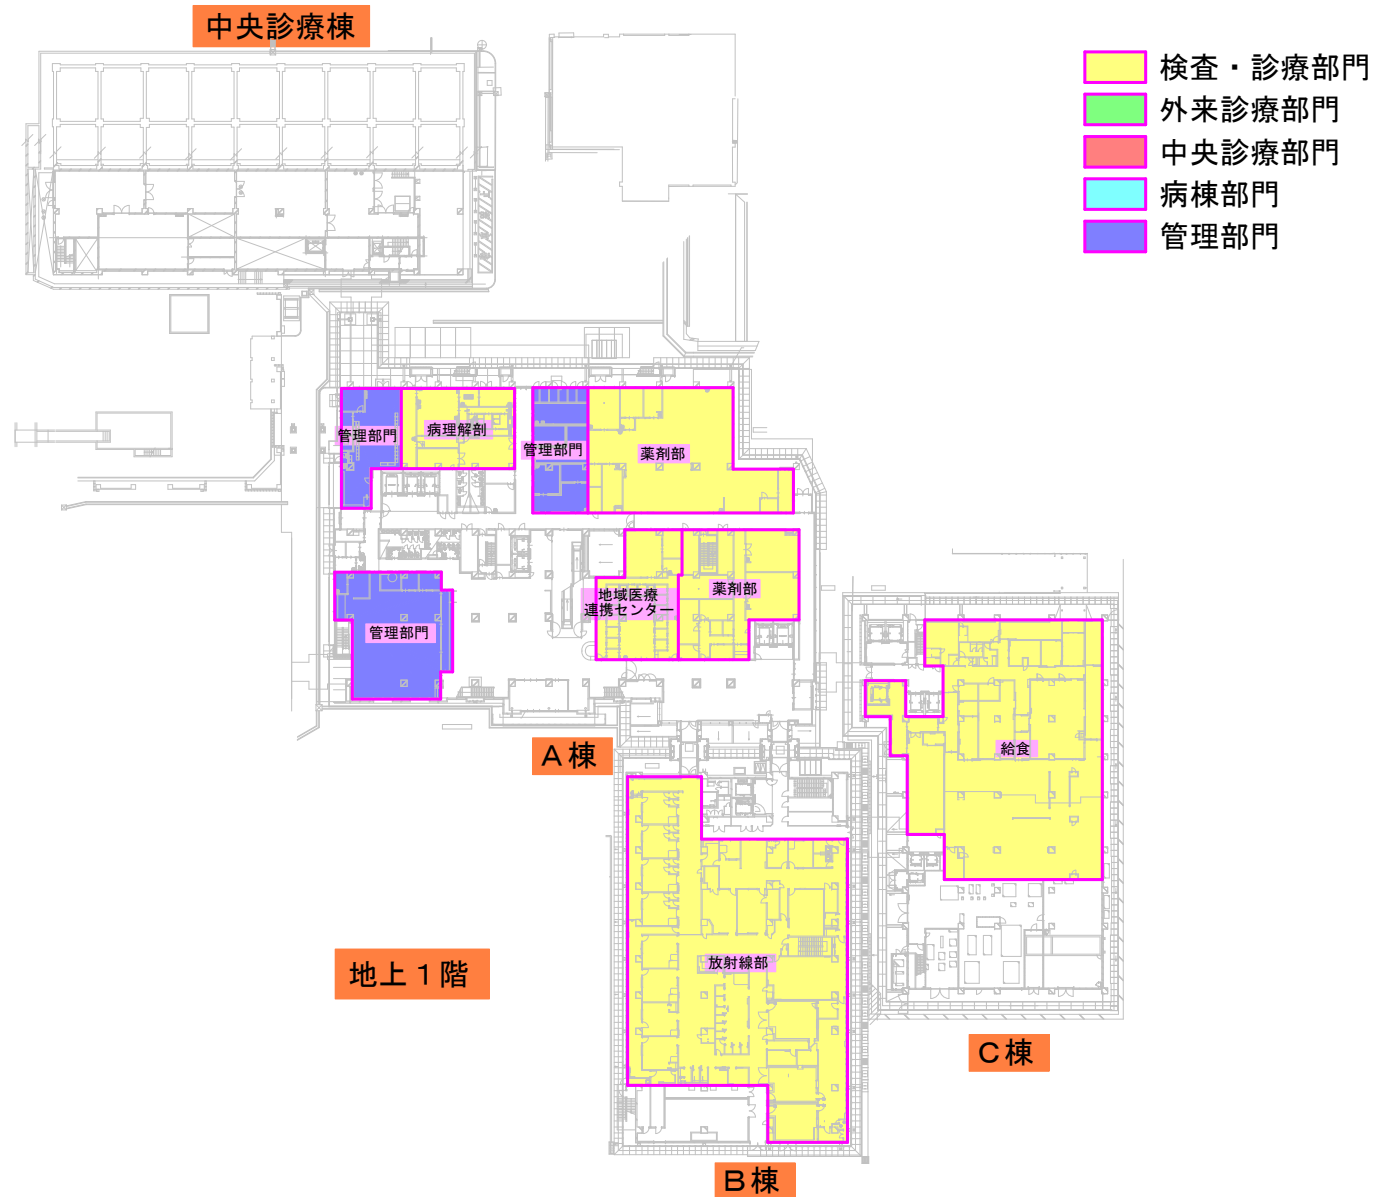 中央診療棟
検査・診療部門
外来診療部門
中央診療部門
病棟部門
管理部門
管理部門
病理解剖
管理部門
薬剤部
地域医療
連携センター
薬剤部
管理部門
給食
A棟
放射線部
地上1階
C棟
B棟